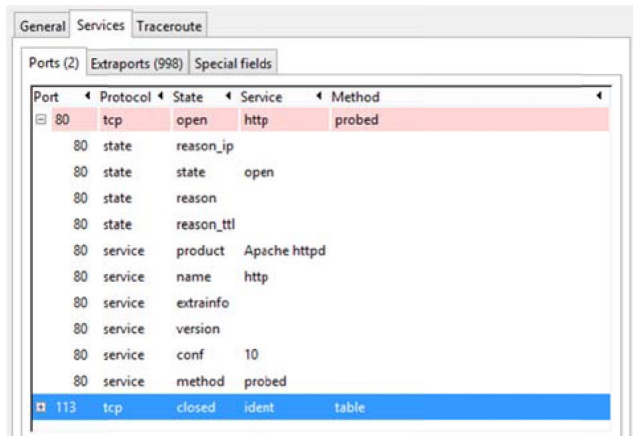 General Services Traceroute
Ports (2) Extraports (998) Special fields
Port Protocol State Service Method
80 tcp open http probed
80 state reason_ip
80 state state open
80 state reason
80 state reason_ttl
80 service product Apache httpd
80 service name http
80 service extrainfo
80 service version
80 service conf 10
80 service method probed
113 tcp closed ident table